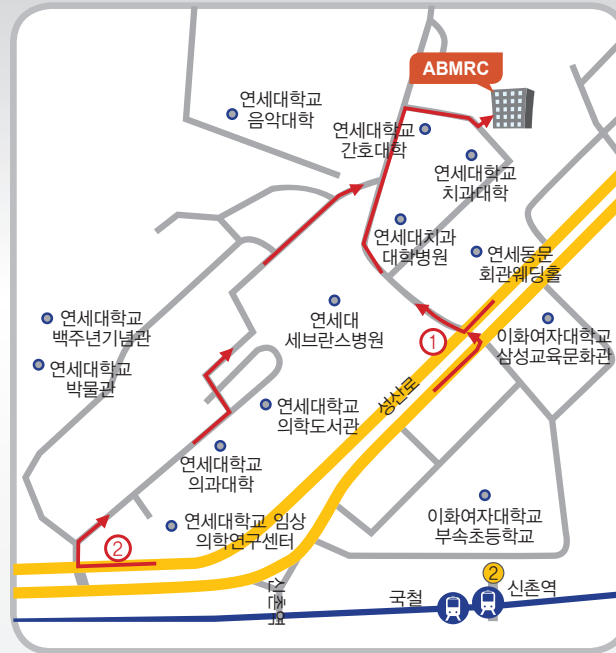 ABMRC
연세대학교
음악대학
연세대학교
간호대학
연세대학교
치과대학
연세대치과
대학병원
연세동문
회관웨딩홀
연세대학교
백주년기념관
연세대
세브란스병원
①
이화여자대학교
삼성교육문화관
연세대학교
박물관
성산로
연세대학교
의학도서관
연세대학교
의과대학
연세대학교 임상
의학연구센터
이화여자대학교
부속초등학교
②
신촌역
국철
2
신촌역